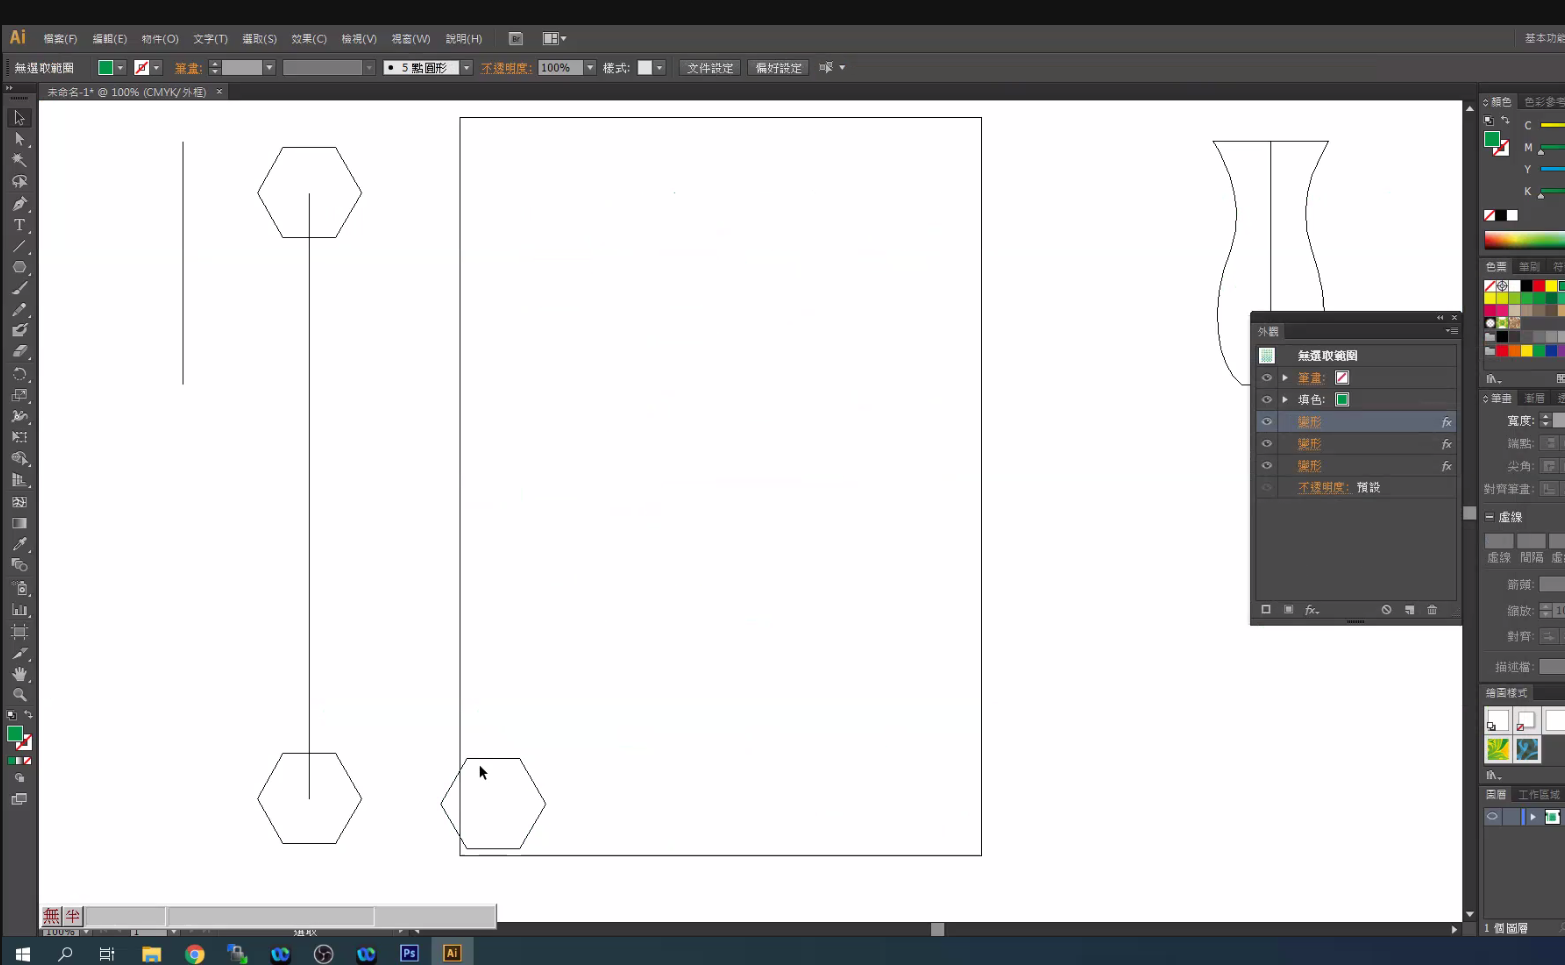 Ai 檔案(F) 編輯(E) 物件(O) 文字(T) 選取(S) 效果(C) 檢視(V) 視窗(W) 說明(H) Br 基本功能
無選取範圍 筆畫: 5 點圓形 不透明度: 100% 樣式: 文件設定 偏好設定
未命名-1* @ 100% (CMYK/外框) ×
顏色 色彩參考
C
M
Y
K
色票 筆刷 符
外觀
無選取範圍
筆畫:
填色:
變形 fx
變形 fx
變形 fx
不透明度: 預設
fx
筆畫 漸層 透
寬度:
端點:
尖角:
對齊筆畫:
虛線
虛線 間隔 虛
箭頭:
縮放: 10
對齊:
描述檔:
繪圖樣式
圖層 工作區域
無 半
100% 1 選取
1 個圖層
Ps Ai